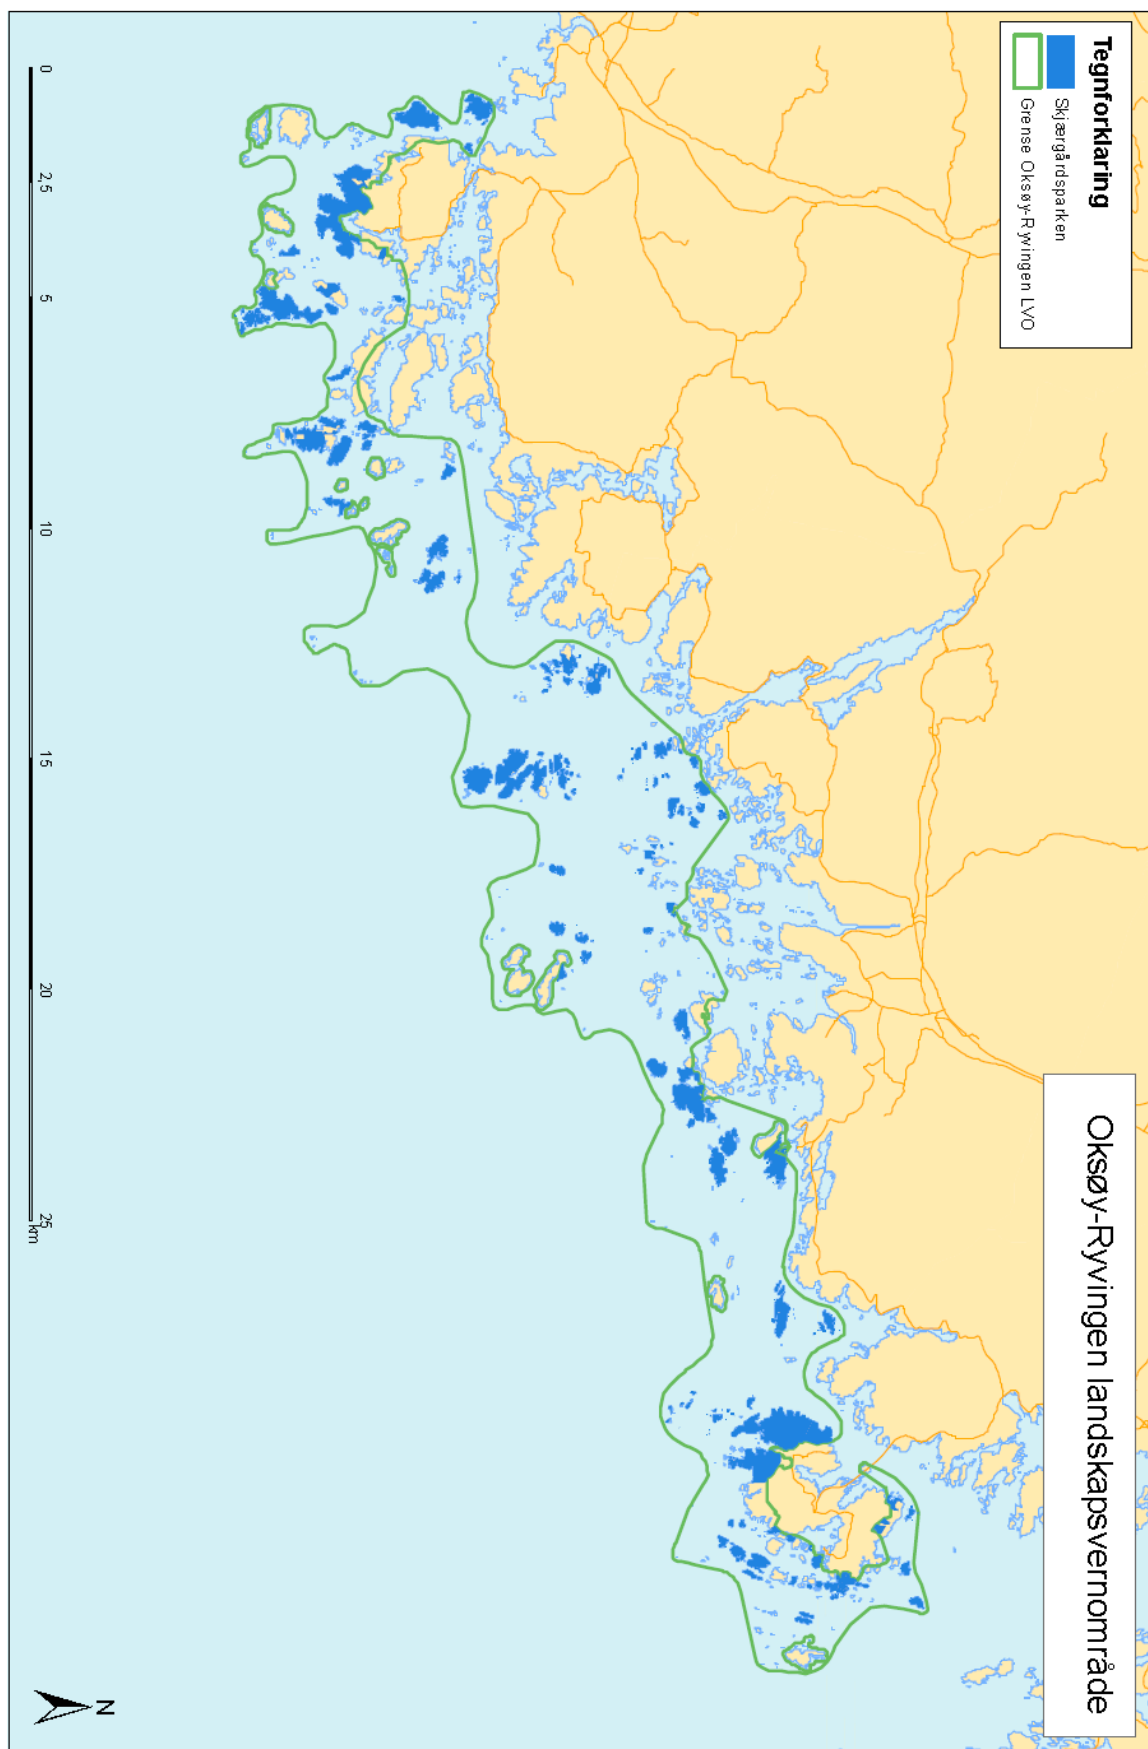 Oksøy-Ryvingen landskapsvernområde
Tegnforklaring
Skjærgårdsparken
Grense Oksøy-Ryvingen LVO
0 2,5 5 10 15 20 25
km
N